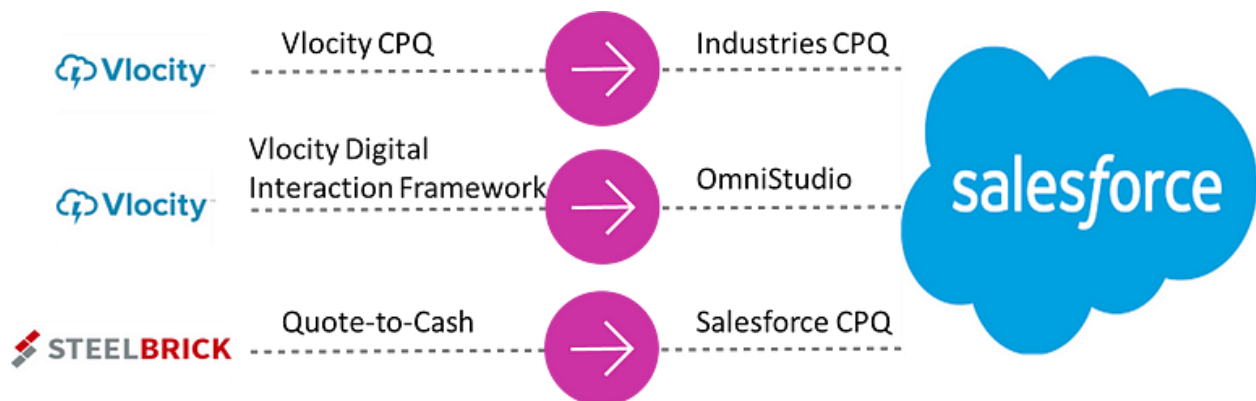 Vlocity
Vlocity CPQ
Industries CPQ
Vlocity
Vlocity Digital
Interaction Framework
OmniStudio
salesforce
STEELBRICK
Quote-to-Cash
Salesforce CPQ